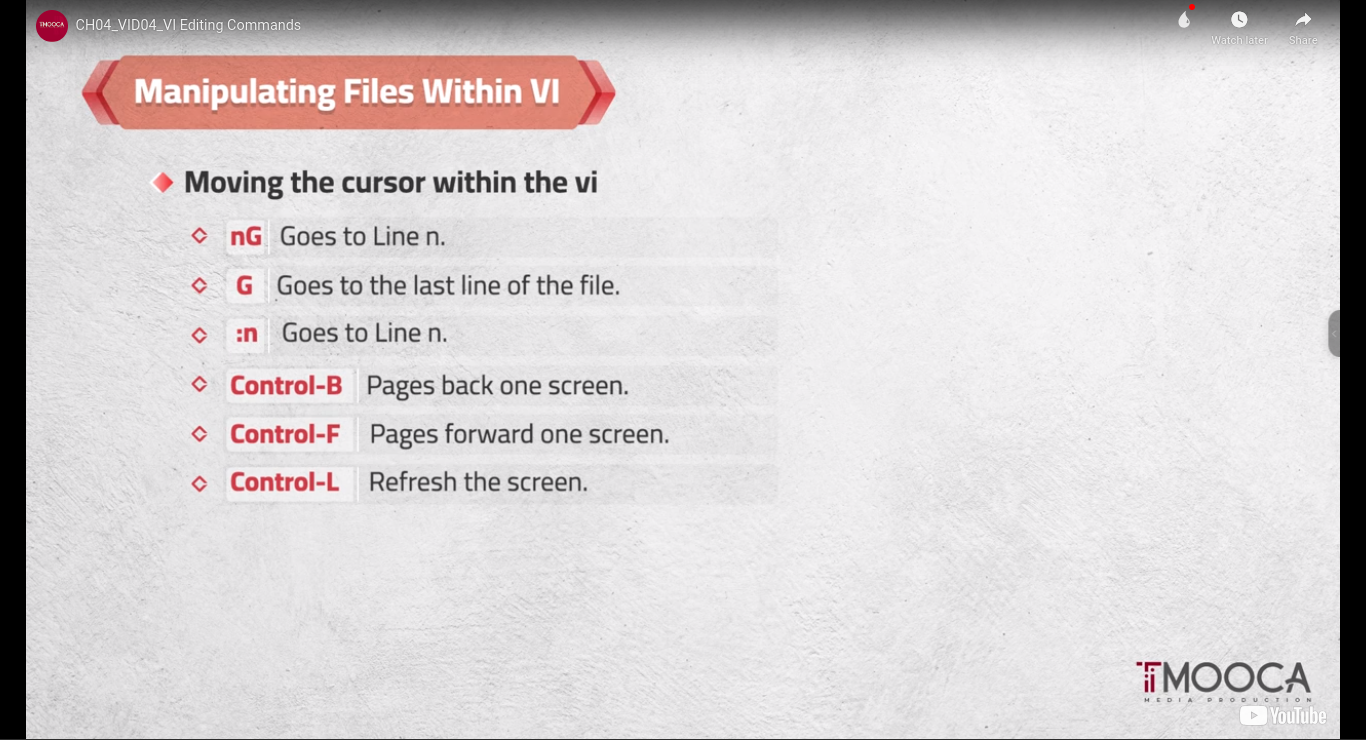 TMOOCA
CH04_VID04_VI Editing Commands
Watch later
Share
Manipulating Files Within VI
Moving the cursor within the vi
nG Goes to Line n.
G Goes to the last line of the file.
:n Goes to Line n.
Control-B Pages back one screen.
Control-F Pages forward one screen.
Control-L Refresh the screen.
TiMOOCA
MEDIA PRODUCTION
YouTube